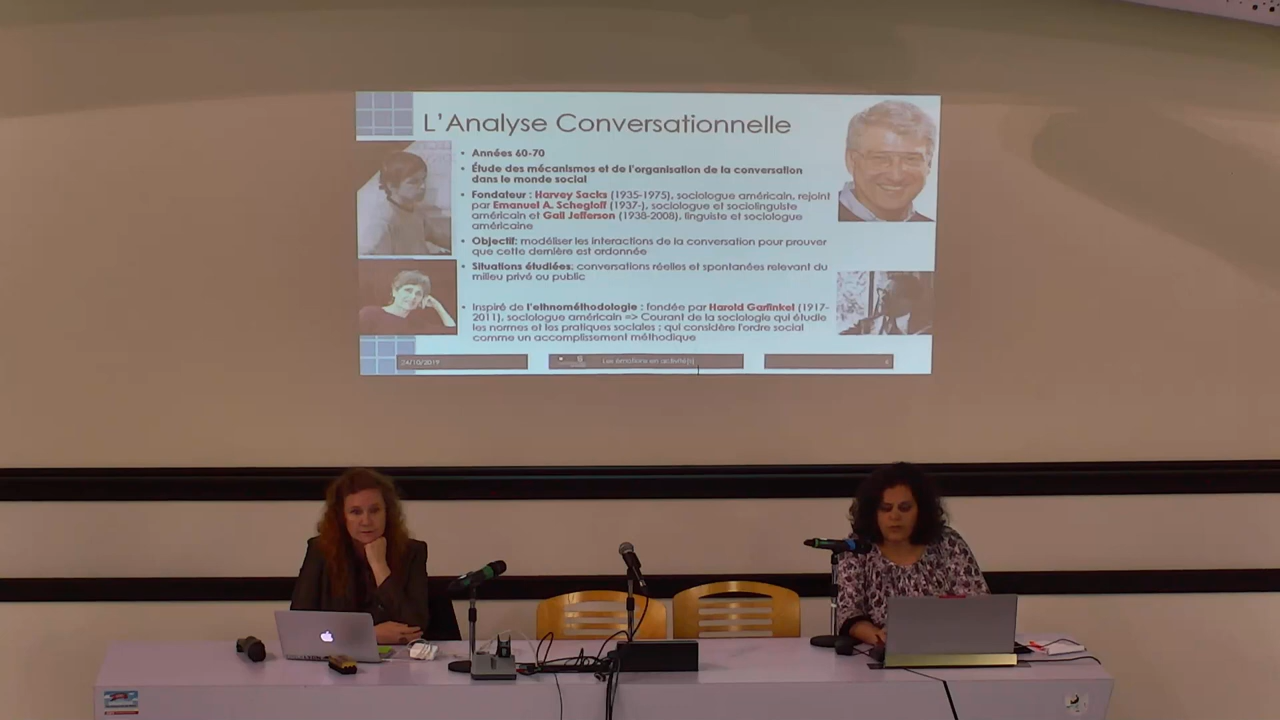 L'Analyse Conversationnelle
• Années 60-70
• Étude des mécanismes et de l'organisation de la conversation
dans le monde social
• Fondateur : Harvey Sacks (1935-1975), sociologue américain, rejoint
par Emanuel A. Schegloff (1937-), sociologue et sociolinguiste
américain et Gail Jefferson (1938-2008), linguiste et sociologue
américaine
• Objectif: modéliser les interactions de la conversation pour prouver
que cette dernière est ordonnée
• Situations étudiées: conversations réelles et spontanées relevant du
milieu privé ou public
• Inspiré de l'ethnométhodologie : fondée par Harold Garfinkel (1917-
2011), sociologue américain => Courant de la sociologie qui étudie
les normes et les pratiques sociales ; qui considère l'ordre social
comme un accomplissement méthodique
24/10/2019
Les émotions en activité(s)